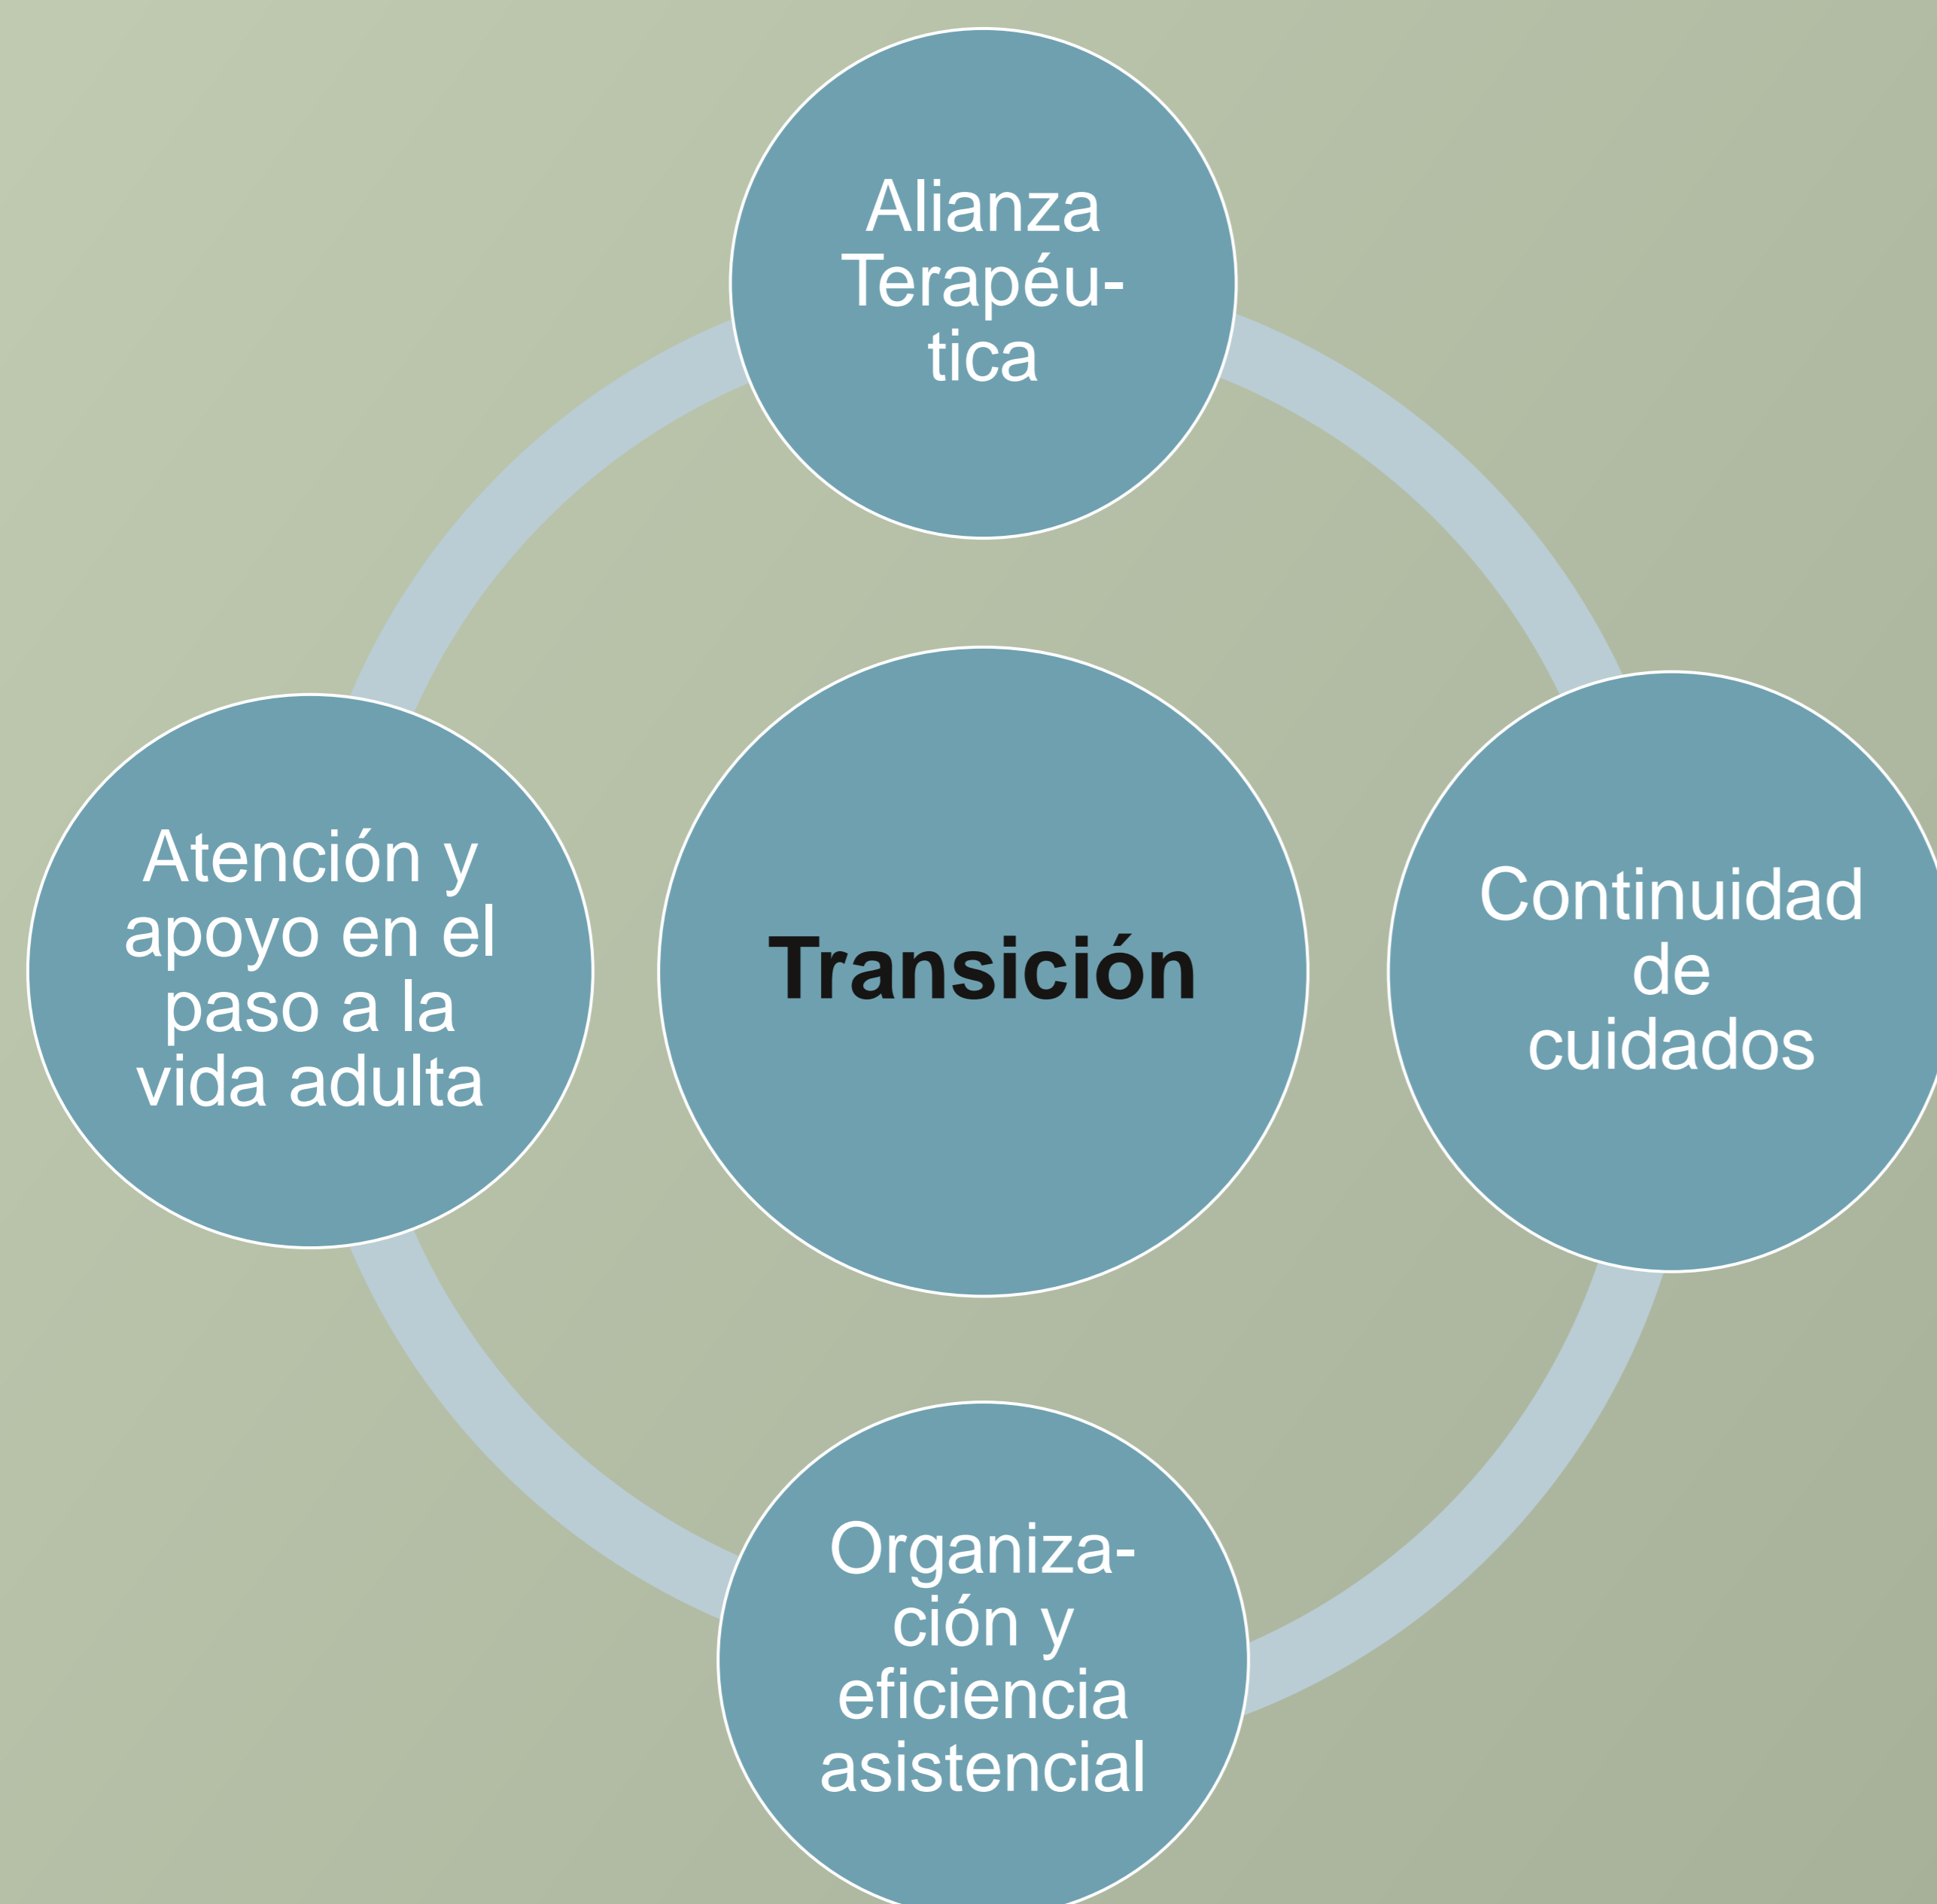 Alianza
Terapéu-
tica
Atención y
apoyo en el
paso a la
vida adulta
Transición
Continuidad
de
cuidados
Organiza-
ción y
eficiencia
asistencial